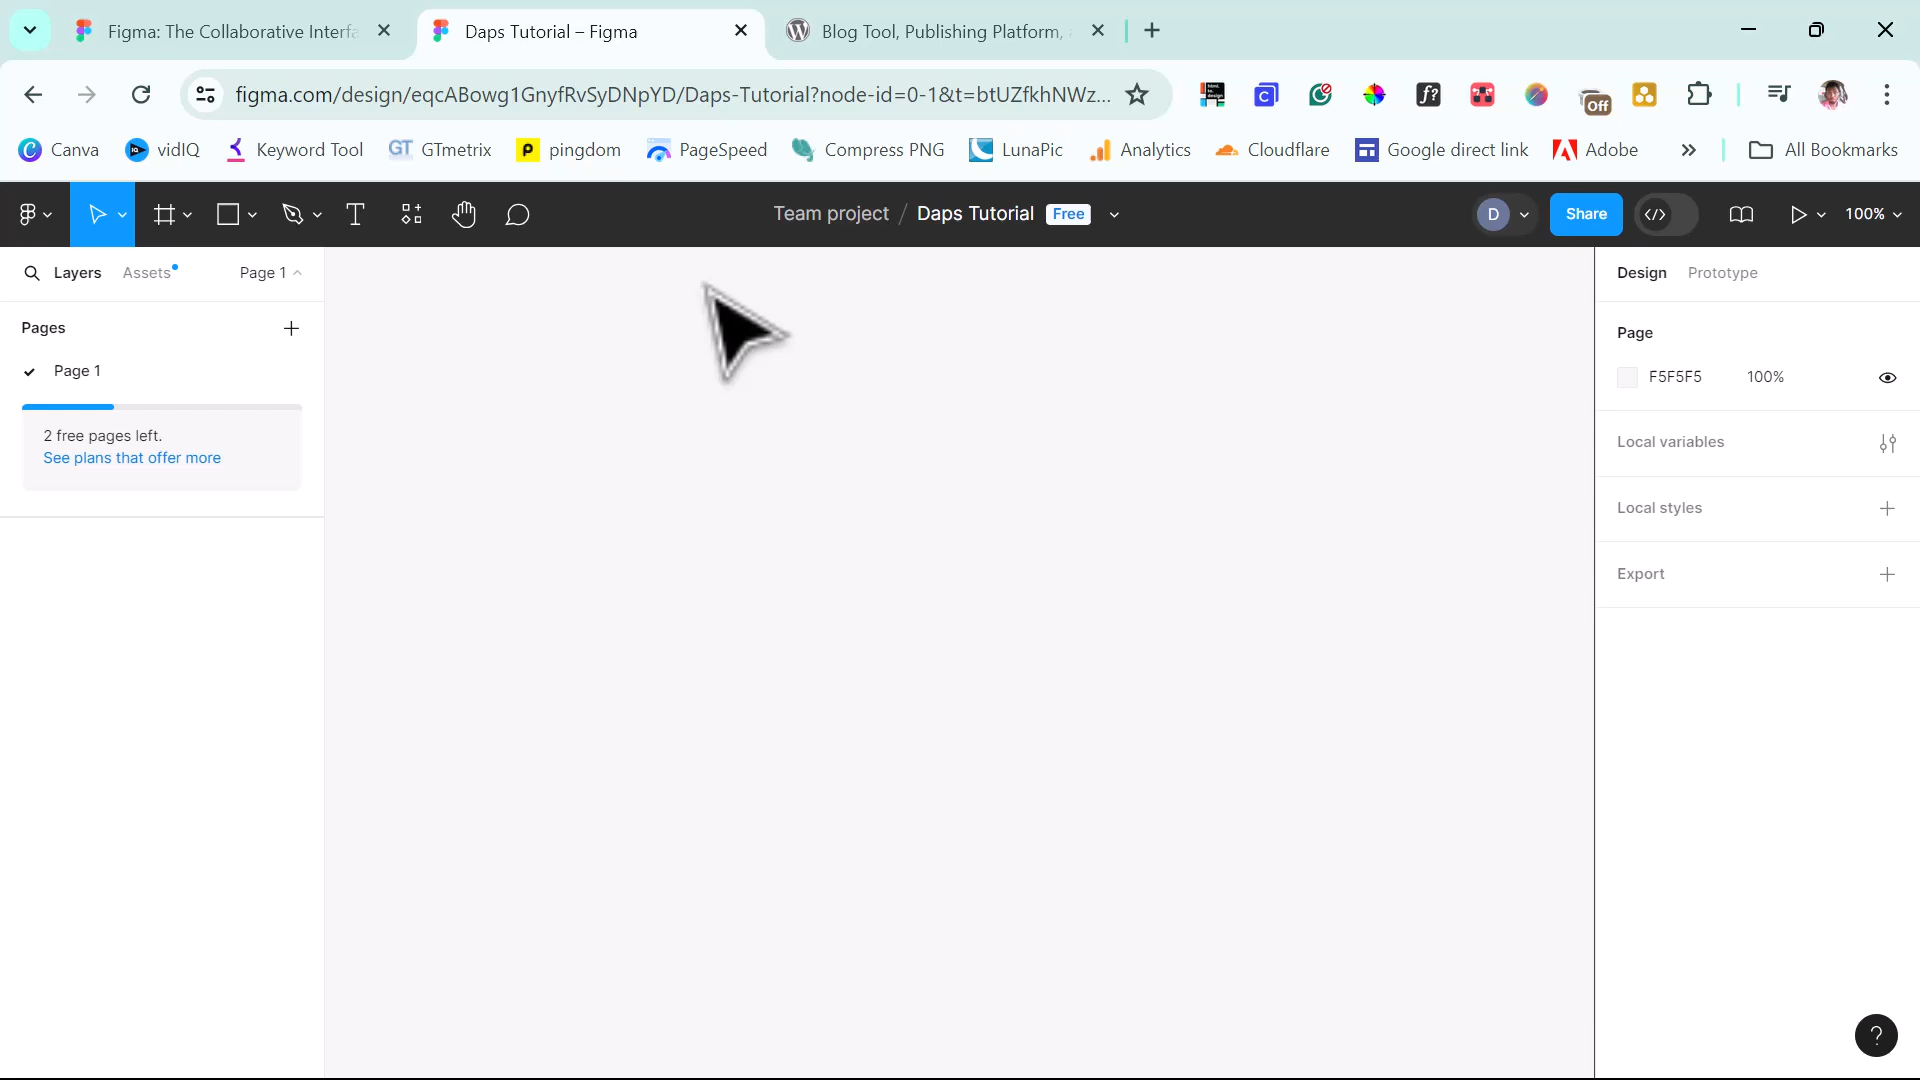 Figma: The Collaborative Interfa
Daps Tutorial – Figma
Blog Tool, Publishing Platform,
figma.com/design/eqcABowg1GnyfRvSyDNpYD/Daps-Tutorial?node-id=0-1&t=btUZfkhNWz...
Off
Canva
vidIQ
Keyword Tool
GTmetrix
pingdom
PageSpeed
Compress PNG
LunaPic
Analytics
Cloudflare
Google direct link
Adobe
All Bookmarks
Team project / Daps Tutorial Free
D
Share
100%
Layers
Assets
Page 1
Design
Prototype
Pages
Page 1
2 free pages left.
See plans that offer more
Page
F5F5F5 100%
Local variables
Local styles
Export
?